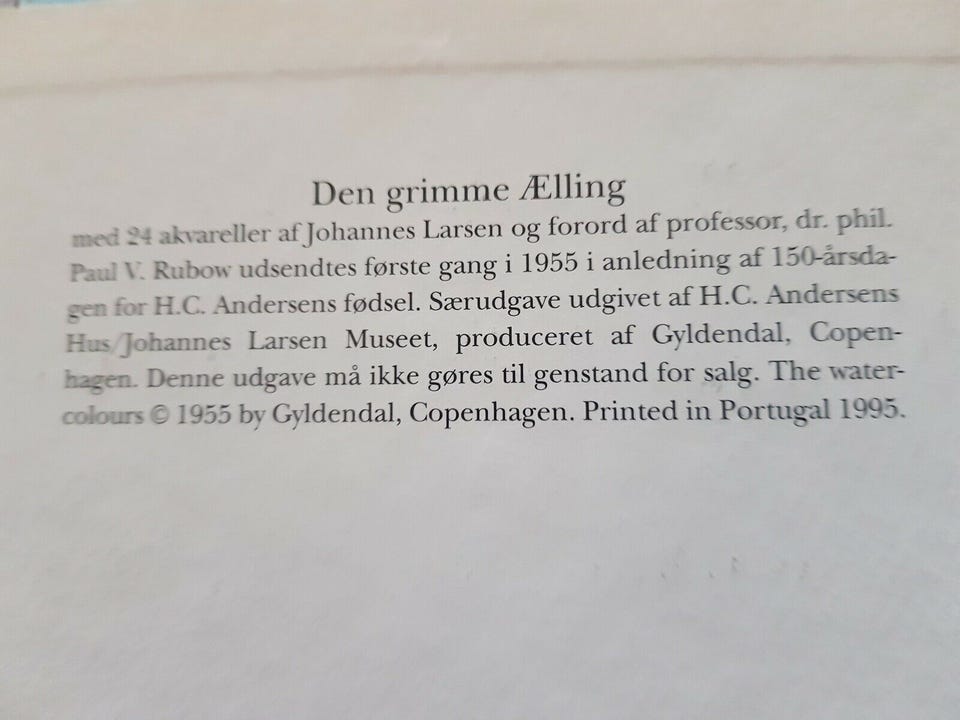 Den grimme Ælling
med 24 akvareller af Johannes Larsen og forord af professor, dr. phil.
Paul V. Rubow udsendtes første gang i 1955 i anledning af 150-årsda-
gen for H.C. Andersens fødsel. Særudgave udgivet af H.C. Andersens
Hus/Johannes Larsen Museet, produceret af Gyldendal, Copen-
hagen. Denne udgave må ikke gøres til genstand for salg. The water-
colours © 1955 by Gyldendal, Copenhagen. Printed in Portugal 1995.